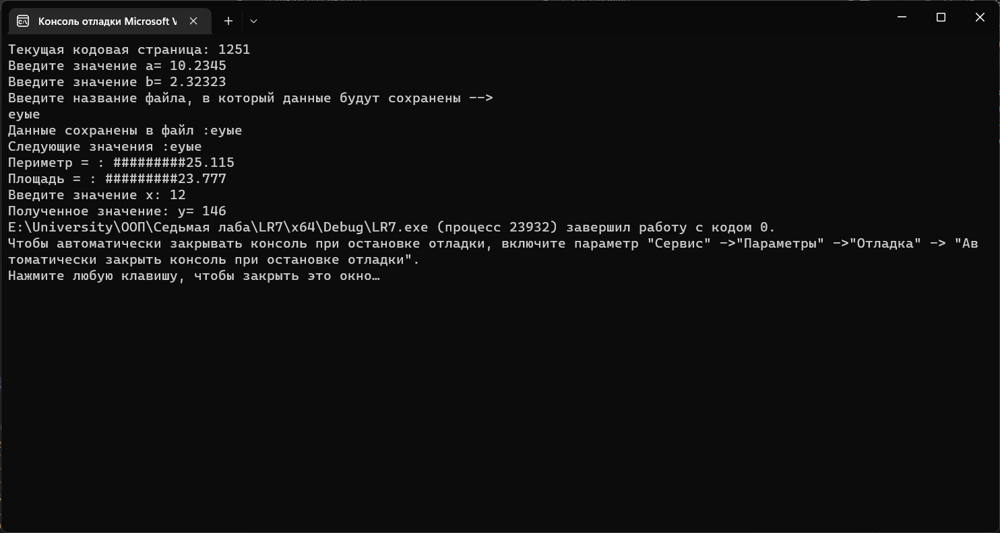 Консоль отладки Microsoft V
Текущая кодовая страница: 1251
Введите значение a= 10.2345
Введите значение b= 2.32323
Введите название файла, в который данные будут сохранены -->
еуые
Данные сохранены в файл :еуые
Следующие значения :еуые
Периметр = : #########25.115
Площадь = : #########23.777
Введите значение x: 12
Полученное значение: y= 146
E:\University\ООП\Седьмая лаба\LR7\x64\Debug\LR7.exe (процесс 23932) завершил работу с кодом 0.
Чтобы автоматически закрывать консоль при остановке отладки, включите параметр "Сервис" ->"Параметры" ->"Отладка" -> "Ав
томатически закрыть консоль при остановке отладки".
Нажмите любую клавишу, чтобы закрыть это окно…